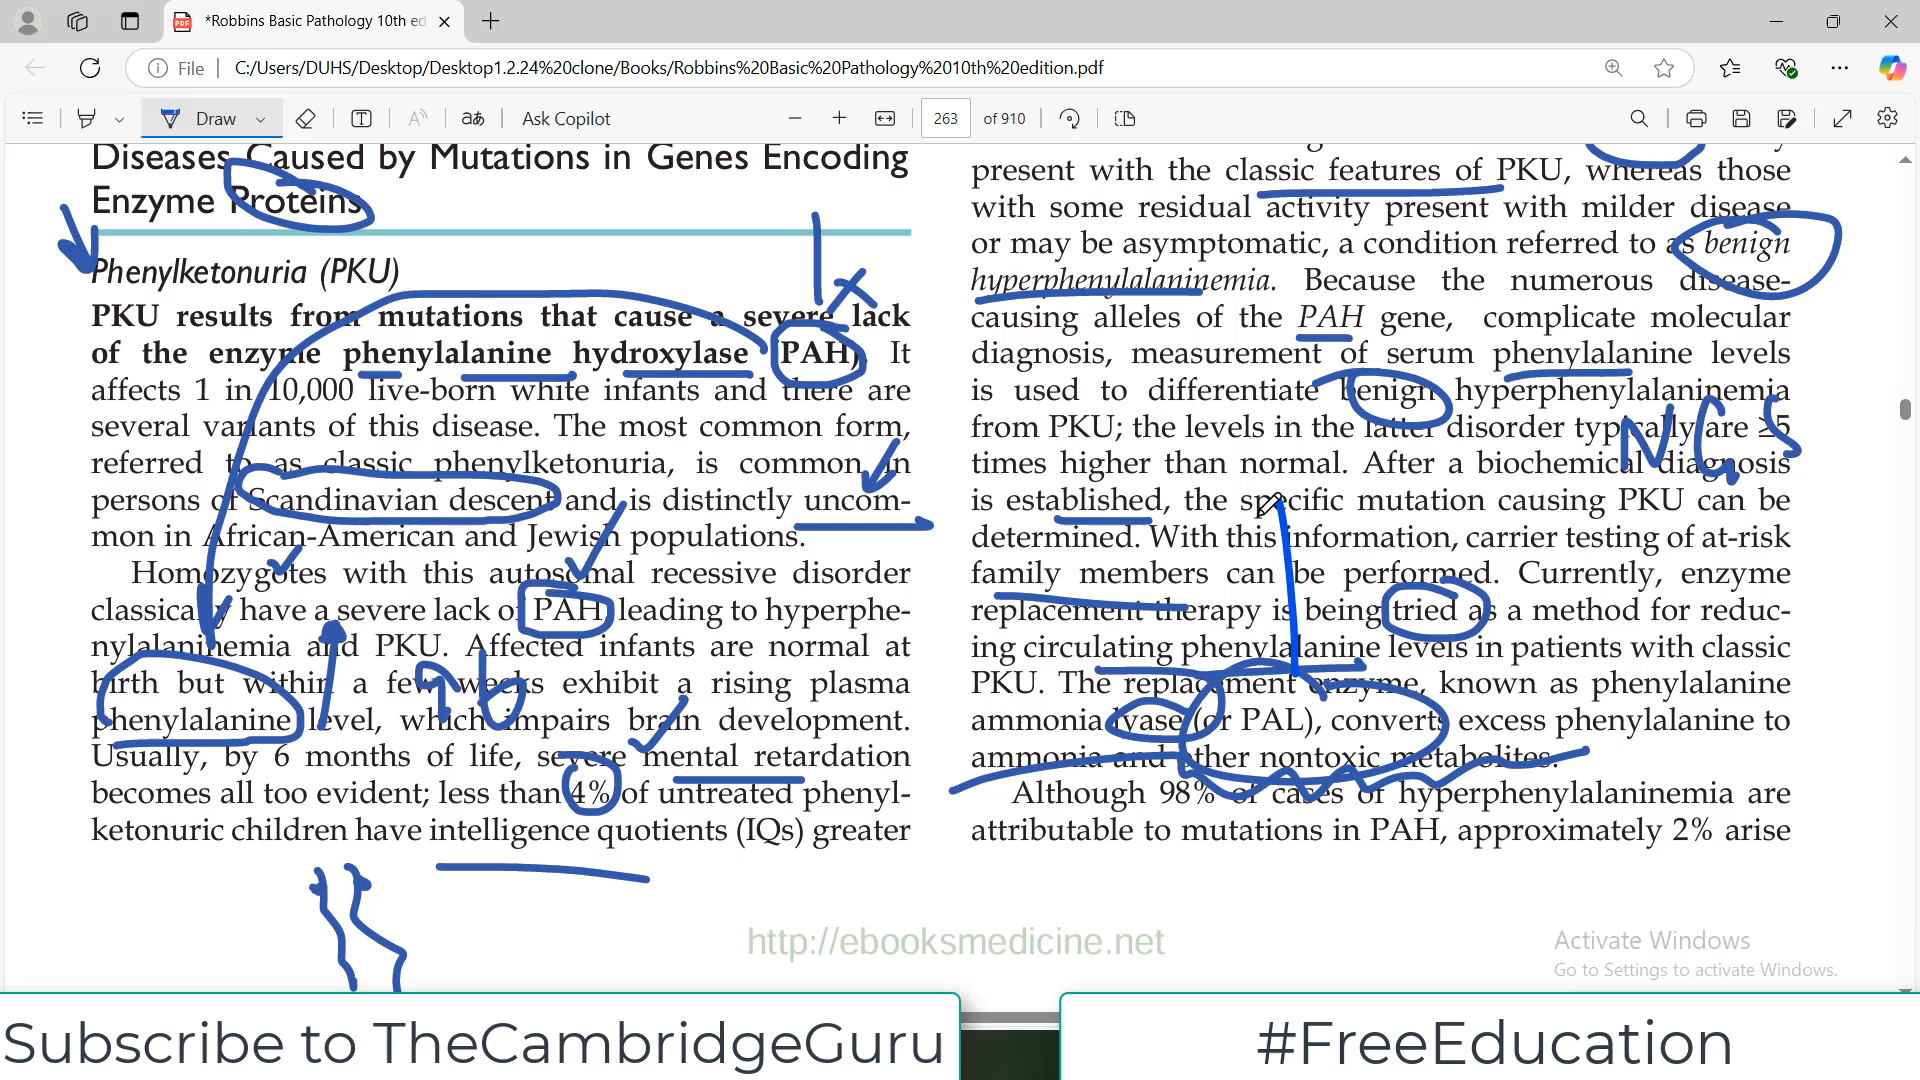 *Robbins Basic Pathology 10th ed
File
C:/Users/DUHS/Desktop/Desktop1.2.24%20clone/Books/Robbins%20Basic%20Pathology%2010th%20edition.pdf
Draw
Ask Copilot
263 of 910
Diseases Caused by Mutations in Genes Encoding
Enzyme Proteins
Phenylketonuria (PKU)
PKU results from mutations that cause a severe lack
of the enzyme phenylalanine hydroxylase (PAH). It
affects 1 in 10,000 live-born white infants and there are
several variants of this disease. The most common form,
referred to as classic phenylketonuria, is common in
persons of Scandinavian descent and is distinctly uncom-
mon in African-American and Jewish populations.
Homozygotes with this autosomal recessive disorder
classically have a severe lack of PAH, leading to hyperphe-
nylalaninemia and PKU. Affected infants are normal at
birth but within a few weeks exhibit a rising plasma
phenylalanine level, which impairs brain development.
Usually, by 6 months of life, severe mental retardation
becomes all too evident; less than 4% of untreated phenyl-
ketonuric children have intelligence quotients (IQs) greater
present with the classic features of PKU, whereas those
with some residual activity present with milder disease
or may be asymptomatic, a condition referred to as benign
hyperphenylalaninemia. Because the numerous disease-
causing alleles of the PAH gene, complicate molecular
diagnosis, measurement of serum phenylalanine levels
is used to differentiate benign hyperphenylalaninemia
from PKU; the levels in the latter disorder typically are ≥5
times higher than normal. After a biochemical diagnosis
is established, the specific mutation causing PKU can be
determined. With this information, carrier testing of at-risk
family members can be performed. Currently, enzyme
replacement therapy is being tried as a method for reduc-
ing circulating phenylalanine levels in patients with classic
PKU. The replacement enzyme, known as phenylalanine
ammonia lyase (or PAL), converts excess phenylalanine to
ammonia and other nontoxic metabolites.
Although 98% of cases of hyperphenylalaninemia are
attributable to mutations in PAH, approximately 2% arise
NGS
http://ebooksmedicine.net
Activate Windows
Go to Settings to activate Windows.
Subscribe to TheCambridgeGuru
#FreeEducation